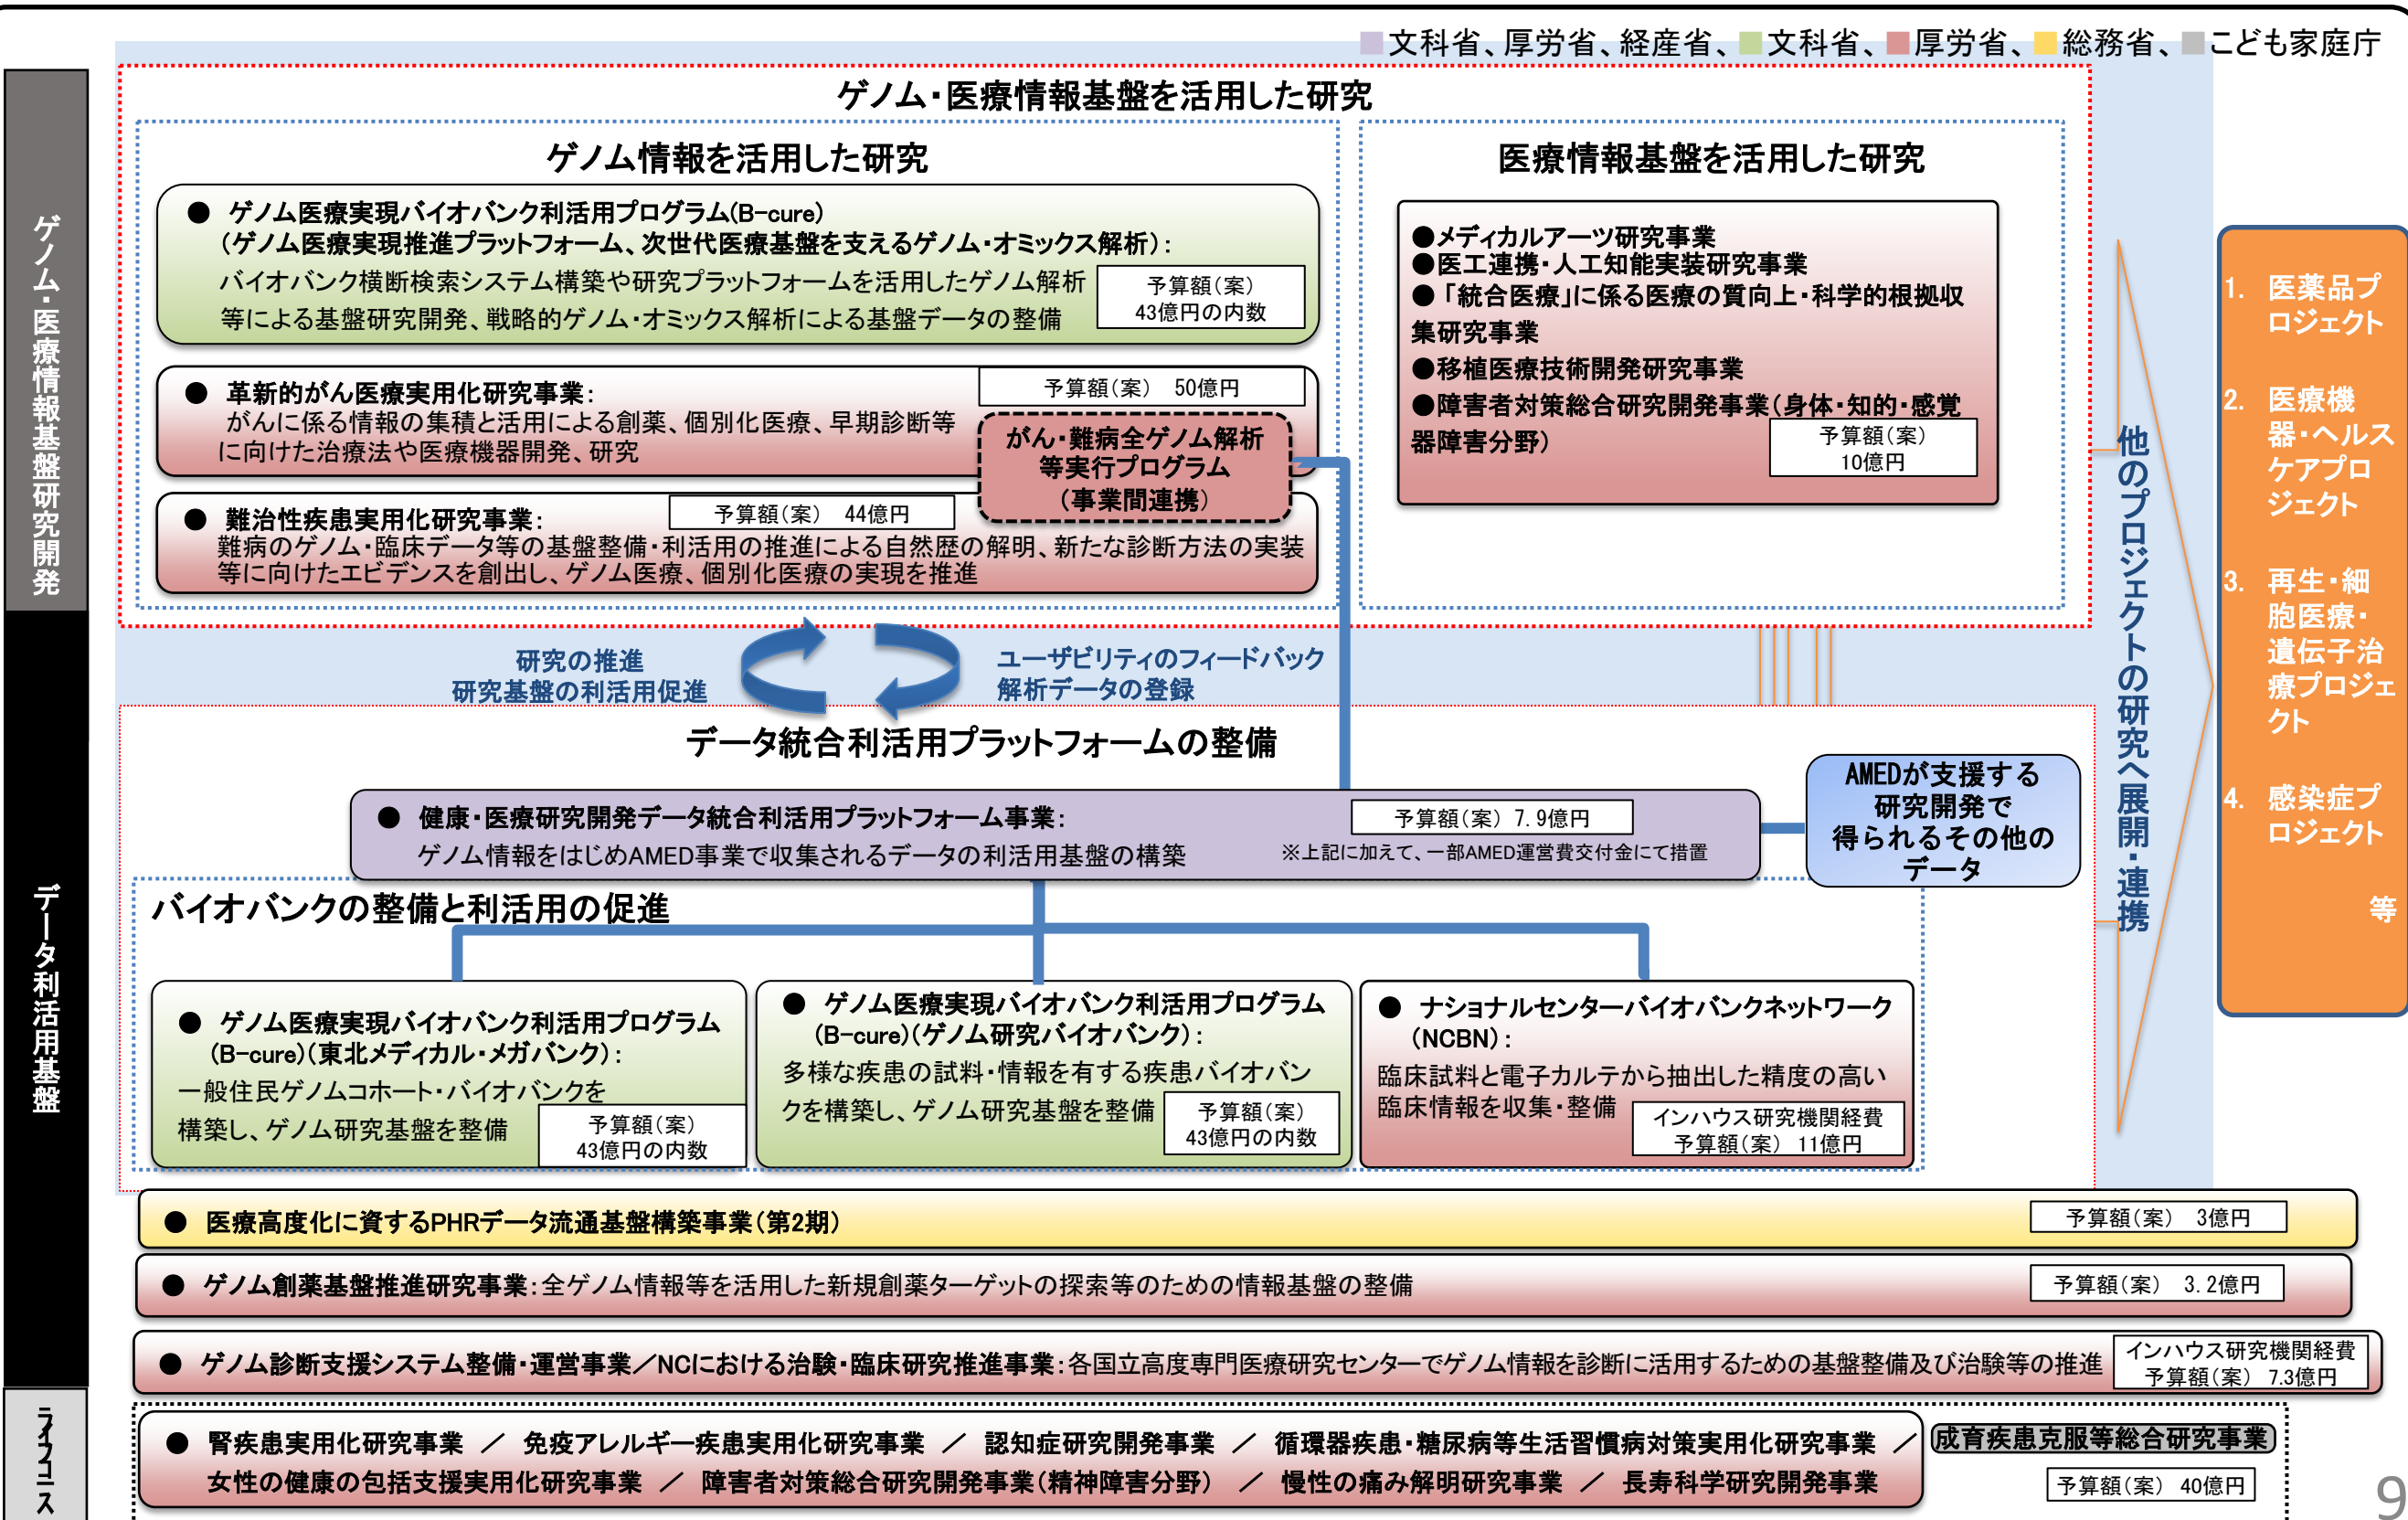 文科省、厚労省、経産省、文科省、厚労省、総務省、こども家庭庁
ゲノム・医療情報基盤研究開発
ゲノム・医療情報基盤を活用した研究
ゲノム情報を活用した研究
● ゲノム医療実現バイオバンク利活用プログラム(B-cure)
(ゲノム医療実現推進プラットフォーム、次世代医療基盤を支えるゲノム・オミックス解析):
バイオバンク横断検索システム構築や研究プラットフォームを活用したゲノム解析
等による基盤研究開発、戦略的ゲノム・オミックス解析による基盤データの整備
予算額(案)
43億円の内数
● 革新的がん医療実用化研究事業:
予算額(案) 50億円
がんに係る情報の集積と活用による創薬、個別化医療、早期診断等
に向けた治療法や医療機器開発、研究
がん・難病全ゲノム解析
等実行プログラム
(事業間連携)
● 難治性疾患実用化研究事業:
予算額(案) 44億円
難病のゲノム・臨床データ等の基盤整備・利活用の推進による自然歴の解明、新たな診断方法の実装
等に向けたエビデンスを創出し、ゲノム医療、個別化医療の実現を推進
医療情報基盤を活用した研究
●メディカルアーツ研究事業
●医工連携・人工知能実装研究事業
●「統合医療」に係る医療の質向上・科学的根拠収
集研究事業
●移植医療技術開発研究事業
●障害者対策総合研究開発事業(身体・知的・感覚
器障害分野)
予算額(案)
10億円
他のプロジェクトの研究へ展開・連携
1. 医薬品プ
ロジェクト
2. 医療機
器・ヘルス
ケアプロ
ジェクト
3. 再生・細
胞医療・
遺伝子治
療プロジェ
クト
4. 感染症プ
ロジェクト
等
研究の推進
研究基盤の利活用促進
ユーザビリティのフィードバック
解析データの登録
データ利活用基盤
データ統合利活用プラットフォームの整備
● 健康・医療研究開発データ統合利活用プラットフォーム事業:
予算額(案) 7.9億円
ゲノム情報をはじめAMED事業で収集されるデータの利活用基盤の構築
※上記に加えて、一部AMED運営費交付金にて措置
AMEDが支援する
研究開発で
得られるその他の
データ
バイオバンクの整備と利活用の促進
● ゲノム医療実現バイオバンク利活用プログラム
(B-cure)(東北メディカル・メガバンク):
一般住民ゲノムコホート・バイオバンクを
構築し、ゲノム研究基盤を整備
予算額(案)
43億円の内数
● ゲノム医療実現バイオバンク利活用プログラム
(B-cure)(ゲノム研究バイオバンク):
多様な疾患の試料・情報を有する疾患バイオバン
クを構築し、ゲノム研究基盤を整備
予算額(案)
43億円の内数
● ナショナルセンターバイオバンクネットワーク
(NCBN):
臨床試料と電子カルテから抽出した精度の高い
臨床情報を収集・整備
インハウス研究機関経費
予算額(案) 11億円
● 医療高度化に資するPHRデータ流通基盤構築事業(第2期)
予算額(案) 3億円
● ゲノム創薬基盤推進研究事業:全ゲノム情報等を活用した新規創薬ターゲットの探索等のための情報基盤の整備
予算額(案) 3.2億円
● ゲノム診断支援システム整備・運営事業/NCにおける治験・臨床研究推進事業:各国立高度専門医療研究センターでゲノム情報を診断に活用するための基盤整備及び治験等の推進
インハウス研究機関経費
予算額(案) 7.3億円
● 腎疾患実用化研究事業 / 免疫アレルギー疾患実用化研究事業 / 認知症研究開発事業 / 循環器疾患・糖尿病等生活習慣病対策実用化研究事業 /
女性の健康の包括支援実用化研究事業 / 障害者対策総合研究開発事業(精神障害分野) / 慢性の痛み解明研究事業 / 長寿科学研究開発事業
成育疾患克服等総合研究事業
予算額(案) 40億円
9